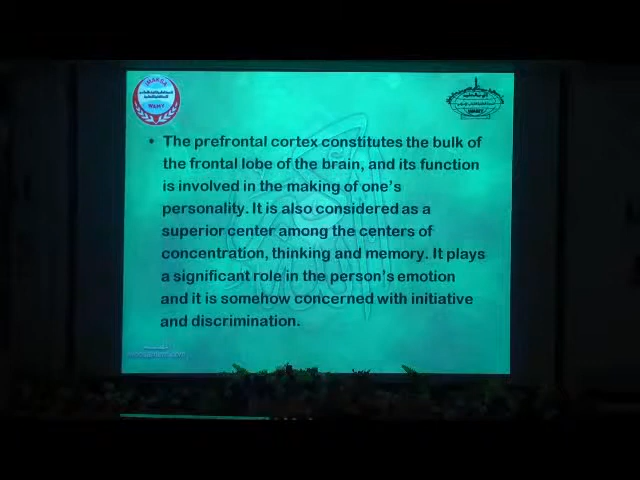 IMAKSA
WAMY
• The prefrontal cortex constitutes the bulk of
the frontal lobe of the brain, and its function
is involved in the making of one's
personality. It is also considered as a
superior center among the centers of
concentration, thinking and memory. It plays
a significant role in the person's emotion
and it is somehow concerned with initiative
and discrimination.